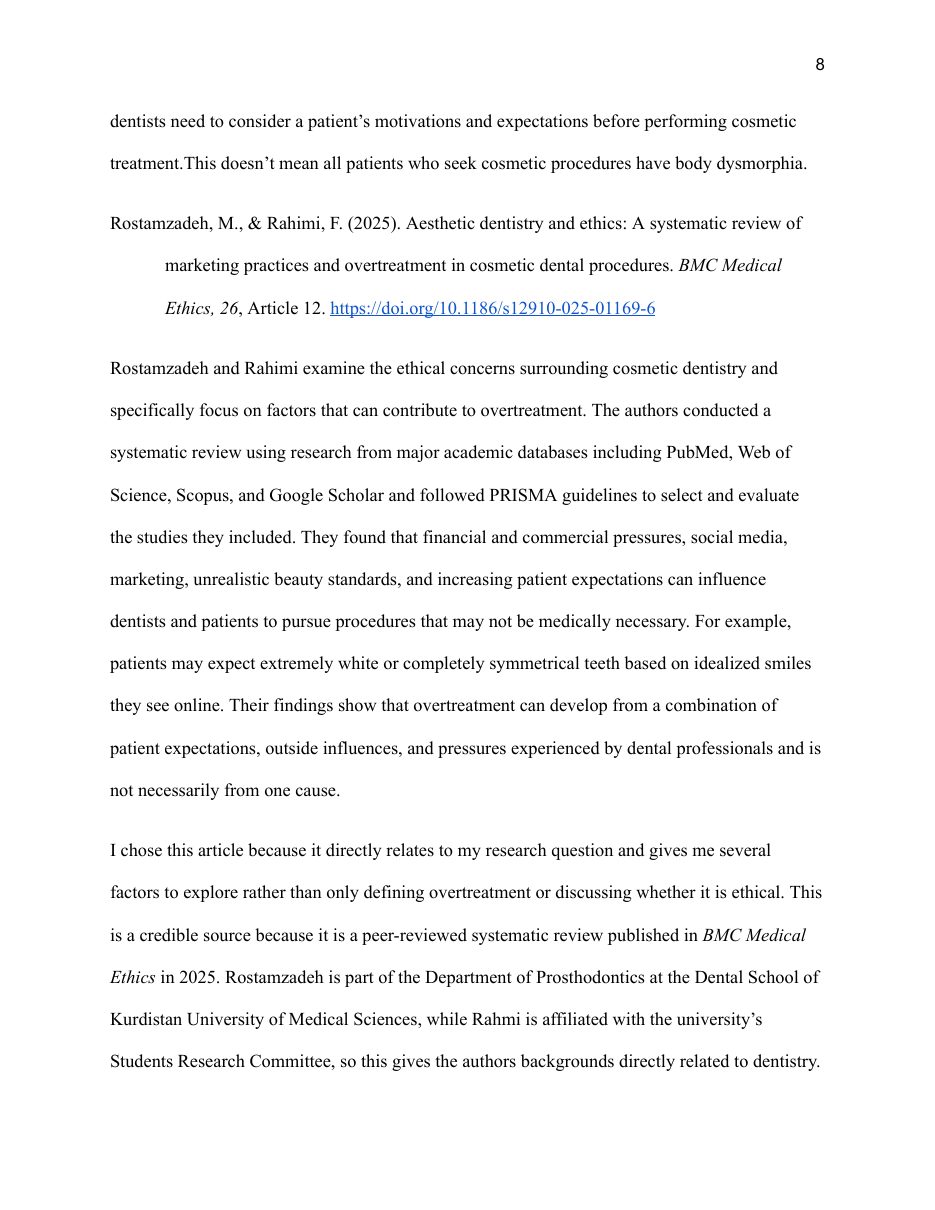 8
dentists need to consider a patient’s motivations and expectations before performing cosmetic
treatment.This doesn’t mean all patients who seek cosmetic procedures have body dysmorphia.
Rostamzadeh, M., & Rahimi, F. (2025). Aesthetic dentistry and ethics: A systematic review of
marketing practices and overtreatment in cosmetic dental procedures. BMC Medical
Ethics, 26, Article 12. https://doi.org/10.1186/s12910-025-01169-6
Rostamzadeh and Rahimi examine the ethical concerns surrounding cosmetic dentistry and
specifically focus on factors that can contribute to overtreatment. The authors conducted a
systematic review using research from major academic databases including PubMed, Web of
Science, Scopus, and Google Scholar and followed PRISMA guidelines to select and evaluate
the studies they included. They found that financial and commercial pressures, social media,
marketing, unrealistic beauty standards, and increasing patient expectations can influence
dentists and patients to pursue procedures that may not be medically necessary. For example,
patients may expect extremely white or completely symmetrical teeth based on idealized smiles
they see online. Their findings show that overtreatment can develop from a combination of
patient expectations, outside influences, and pressures experienced by dental professionals and is
not necessarily from one cause.
I chose this article because it directly relates to my research question and gives me several
factors to explore rather than only defining overtreatment or discussing whether it is ethical. This
is a credible source because it is a peer-reviewed systematic review published in BMC Medical
Ethics in 2025. Rostamzadeh is part of the Department of Prosthodontics at the Dental School of
Kurdistan University of Medical Sciences, while Rahmi is affiliated with the university’s
Students Research Committee, so this gives the authors backgrounds directly related to dentistry.